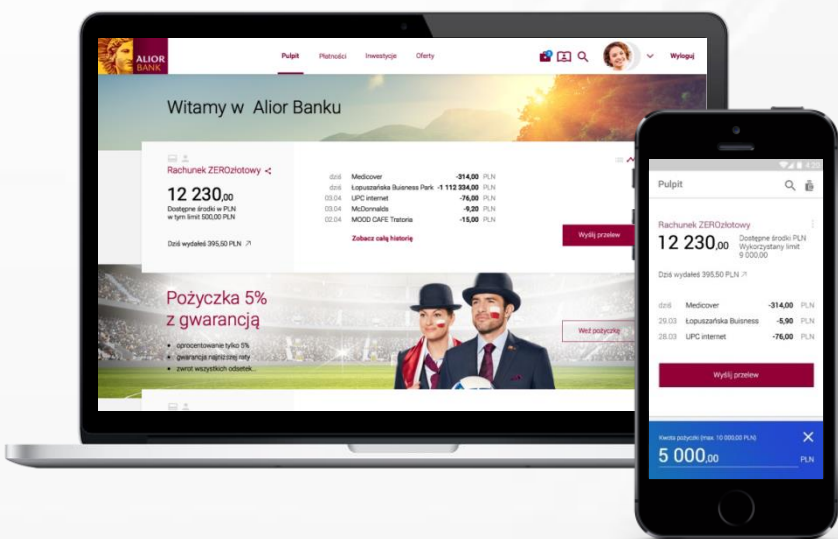 ALIOR
BANK
Pulpit Płatności Inwestycje Oferty Wyloguj
Witamy w Alior Banku
Rachunek ZEROzłotowy
12 230,00
Dostępne środki w PLN
w tym limit 500,00 PLN
Dziś wydałeś 395,50 PLN
dziś Medicover -314,00 PLN
dziś Łopuszańska Buisness Park -1 112 334,00 PLN
03.04 UPC internet -76,00 PLN
03.04 McDonnalds -9,20 PLN
02.04 MOOD CAFE Tratoria -15,00 PLN
Zobacz całą historię
Wyślij przelew
Pożyczka 5%
z gwarancją
oprocentowanie tylko 5%
gwarancja najniższej raty
zwrot wszystkich odsetek...
Weź pożyczkę
4:20
Pulpit
Rachunek ZEROzłotowy
12 230,00
Dostępne środki PLN
Wykorzystany limit
9 000,00
Dziś wydałeś 395,50 PLN
dziś Medicover -314,00 PLN
29.03 Łopuszańska Buisness -5,90 PLN
28.03 UPC internet -76,00 PLN
Wyślij przelew
Kwota pożyczki (max. 10 000,00 PLN)
5 000,00 PLN